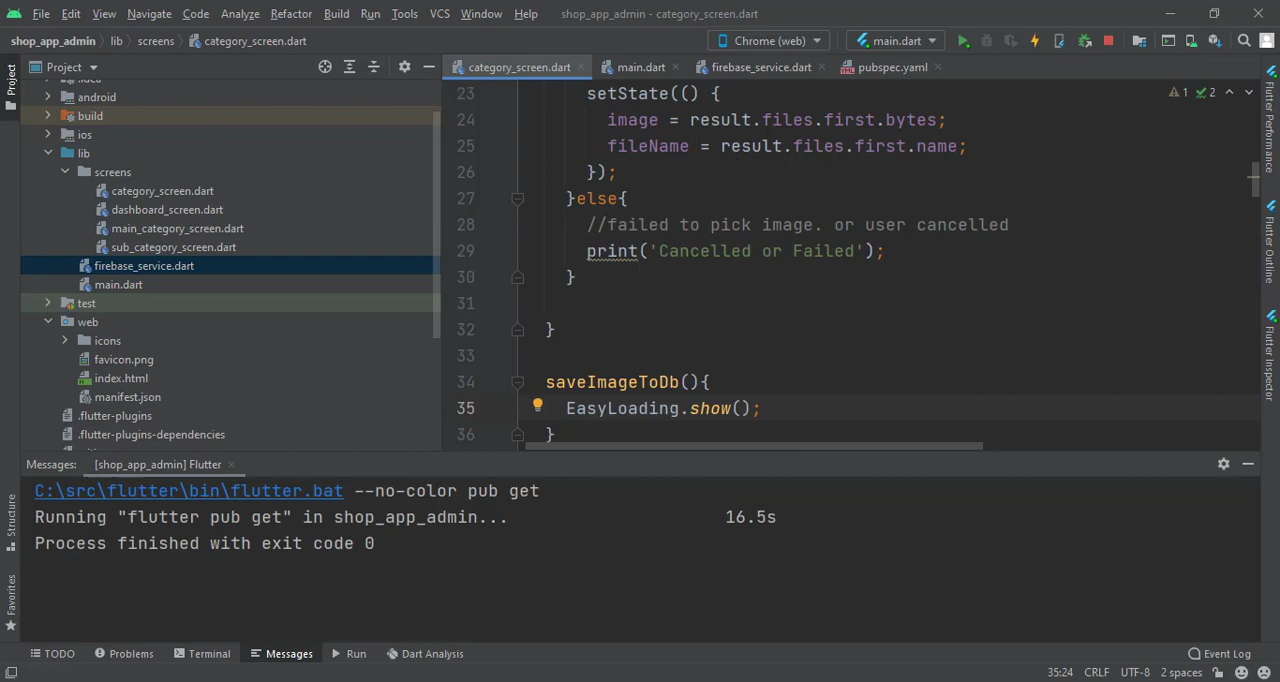 File Edit View Navigate Code Analyze Refactor Build Run Tools VCS Window Help shop_app_admin - category_screen.dart
shop_app_admin lib screens category_screen.dart Chrome (web) main.dart
Project category_screen.dart main.dart firebase_service.dart pubspec.yaml
android
build
ios
lib
screens
category_screen.dart
dashboard_screen.dart
main_category_screen.dart
sub_category_screen.dart
firebase_service.dart
main.dart
test
web
icons
favicon.png
index.html
manifest.json
.flutter-plugins
.flutter-plugins-dependencies
1 2
23 setState(() {
24 image = result.files.first.bytes;
25 fileName = result.files.first.name;
26 });
27 }else{
28 //failed to pick image. or user cancelled
29 print('Cancelled or Failed');
30 }
31
32 }
33
34 saveImageToDb(){
35 EasyLoading.show();
36 }
Project
Structure
Favorites
Flutter Performance
Flutter Outline
Flutter Inspector
Messages: [shop_app_admin] Flutter
C:\src\flutter\bin\flutter.bat --no-color pub get
Running "flutter pub get" in shop_app_admin... 16.5s
Process finished with exit code 0
TODO Problems Terminal Messages Run Dart Analysis Event Log
35:24 CRLF UTF-8 2 spaces